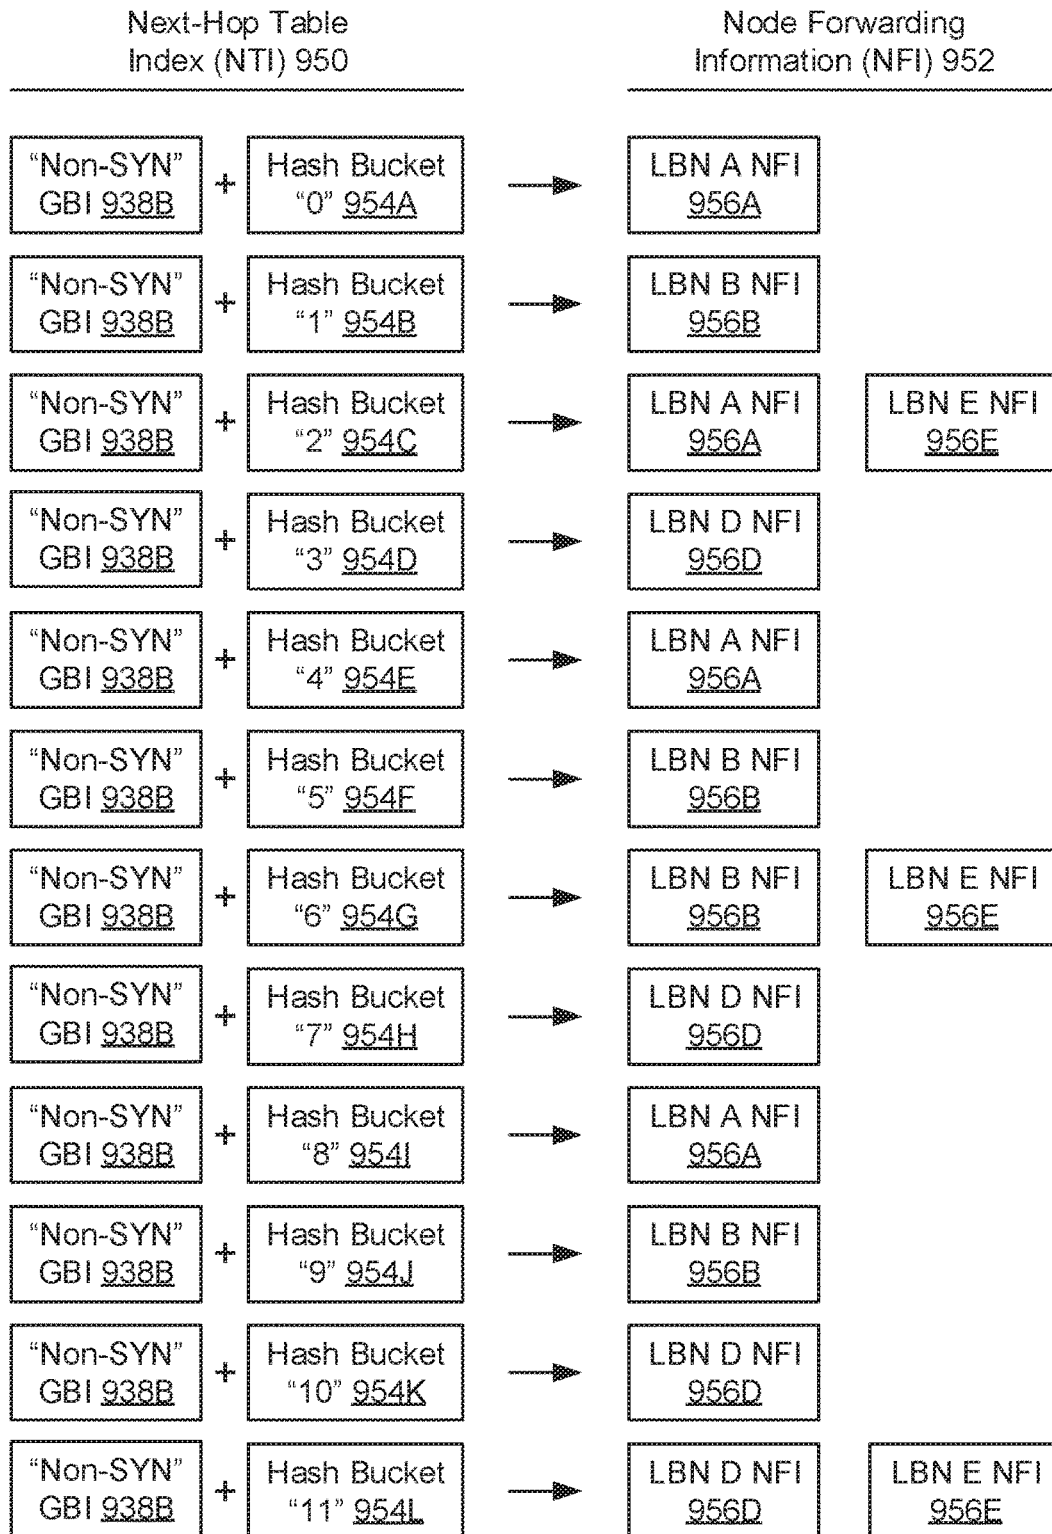 Next-Hop Table
Index (NTI) 950
Node Forwarding
Information (NFI) 952
“Non-SYN”
GBI 938B
+
Hash Bucket
“0” 954A
LBN A NFI
956A
“Non-SYN”
GBI 938B
+
Hash Bucket
“1” 954B
LBN B NFI
956B
“Non-SYN”
GBI 938B
+
Hash Bucket
“2” 954C
LBN A NFI
956A
LBN E NFI
956E
“Non-SYN”
GBI 938B
+
Hash Bucket
“3” 954D
LBN D NFI
956D
“Non-SYN”
GBI 938B
+
Hash Bucket
“4” 954E
LBN A NFI
956A
“Non-SYN”
GBI 938B
+
Hash Bucket
“5” 954F
LBN B NFI
956B
“Non-SYN”
GBI 938B
+
Hash Bucket
“6” 954G
LBN B NFI
956B
LBN E NFI
956E
“Non-SYN”
GBI 938B
+
Hash Bucket
“7” 954H
LBN D NFI
956D
“Non-SYN”
GBI 938B
+
Hash Bucket
“8” 954I
LBN A NFI
956A
“Non-SYN”
GBI 938B
+
Hash Bucket
“9” 954J
LBN B NFI
956B
“Non-SYN”
GBI 938B
+
Hash Bucket
“10” 954K
LBN D NFI
956D
“Non-SYN”
GBI 938B
+
Hash Bucket
“11” 954L
LBN D NFI
956D
LBN E NFI
956E